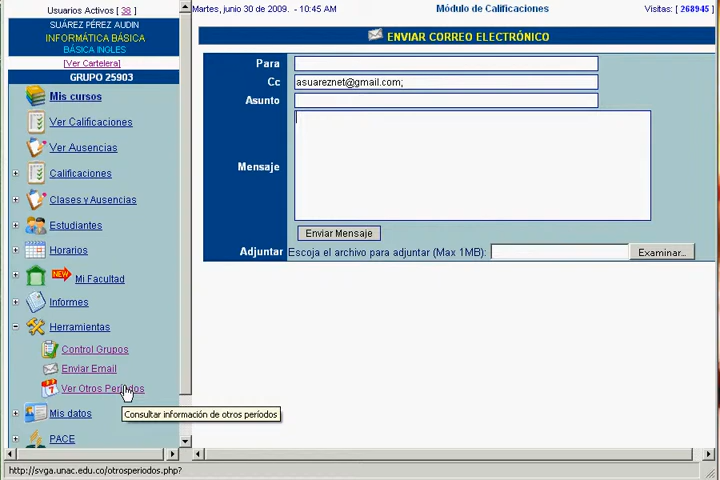 Usuarios Activos [ 38 ]
SUÁREZ PÉREZ AUDIN
INFORMÁTICA BÁSICA
BÁSICA INGLES
[Ver Cartelera]
GRUPO 25903
Mis cursos
Ver Calificaciones
Ver Ausencias
Calificaciones
Clases y Ausencias
Estudiantes
Horarios
NEW Mi Facultad
Informes
Herramientas
Control Grupos
Enviar Email
Ver Otros Períodos
Mis datos
PACE
Martes, junio 30 de 2009. - 10:45 AM
Módulo de Calificaciones
Visitas: [ 268945 ]
ENVIAR CORREO ELECTRÓNICO
Para
Cc asuareznet@gmail.com;
Asunto
Mensaje
Enviar Mensaje
Adjuntar Escoja el archivo para adjuntar (Max 1MB): Examinar...
Consultar información de otros períodos
http://svga.unac.edu.co/otrosperiodos.php?